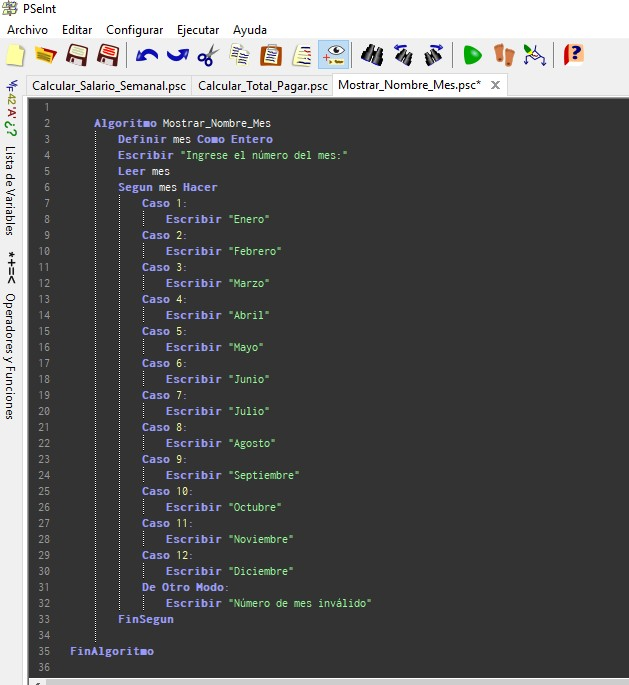 PSeInt
Archivo Editar Configurar Ejecutar Ayuda
Calcular_Salario_Semanal.psc Calcular_Total_Pagar.psc Mostrar_Nombre_Mes.psc* X
Lista de Variables
*+=<
Operadores y Funciones
1
2 Algoritmo Mostrar_Nombre_Mes
3 Definir mes Como Entero
4 Escribir "Ingrese el número del mes:"
5 Leer mes
6 Segun mes Hacer
7 Caso 1:
8 Escribir "Enero"
9 Caso 2:
10 Escribir "Febrero"
11 Caso 3:
12 Escribir "Marzo"
13 Caso 4:
14 Escribir "Abril"
15 Caso 5:
16 Escribir "Mayo"
17 Caso 6:
18 Escribir "Junio"
19 Caso 7:
20 Escribir "Julio"
21 Caso 8:
22 Escribir "Agosto"
23 Caso 9:
24 Escribir "Septiembre"
25 Caso 10:
26 Escribir "Octubre"
27 Caso 11:
28 Escribir "Noviembre"
29 Caso 12:
30 Escribir "Diciembre"
31 De Otro Modo:
32 Escribir "Número de mes inválido"
33 FinSegun
34
35 FinAlgoritmo
36